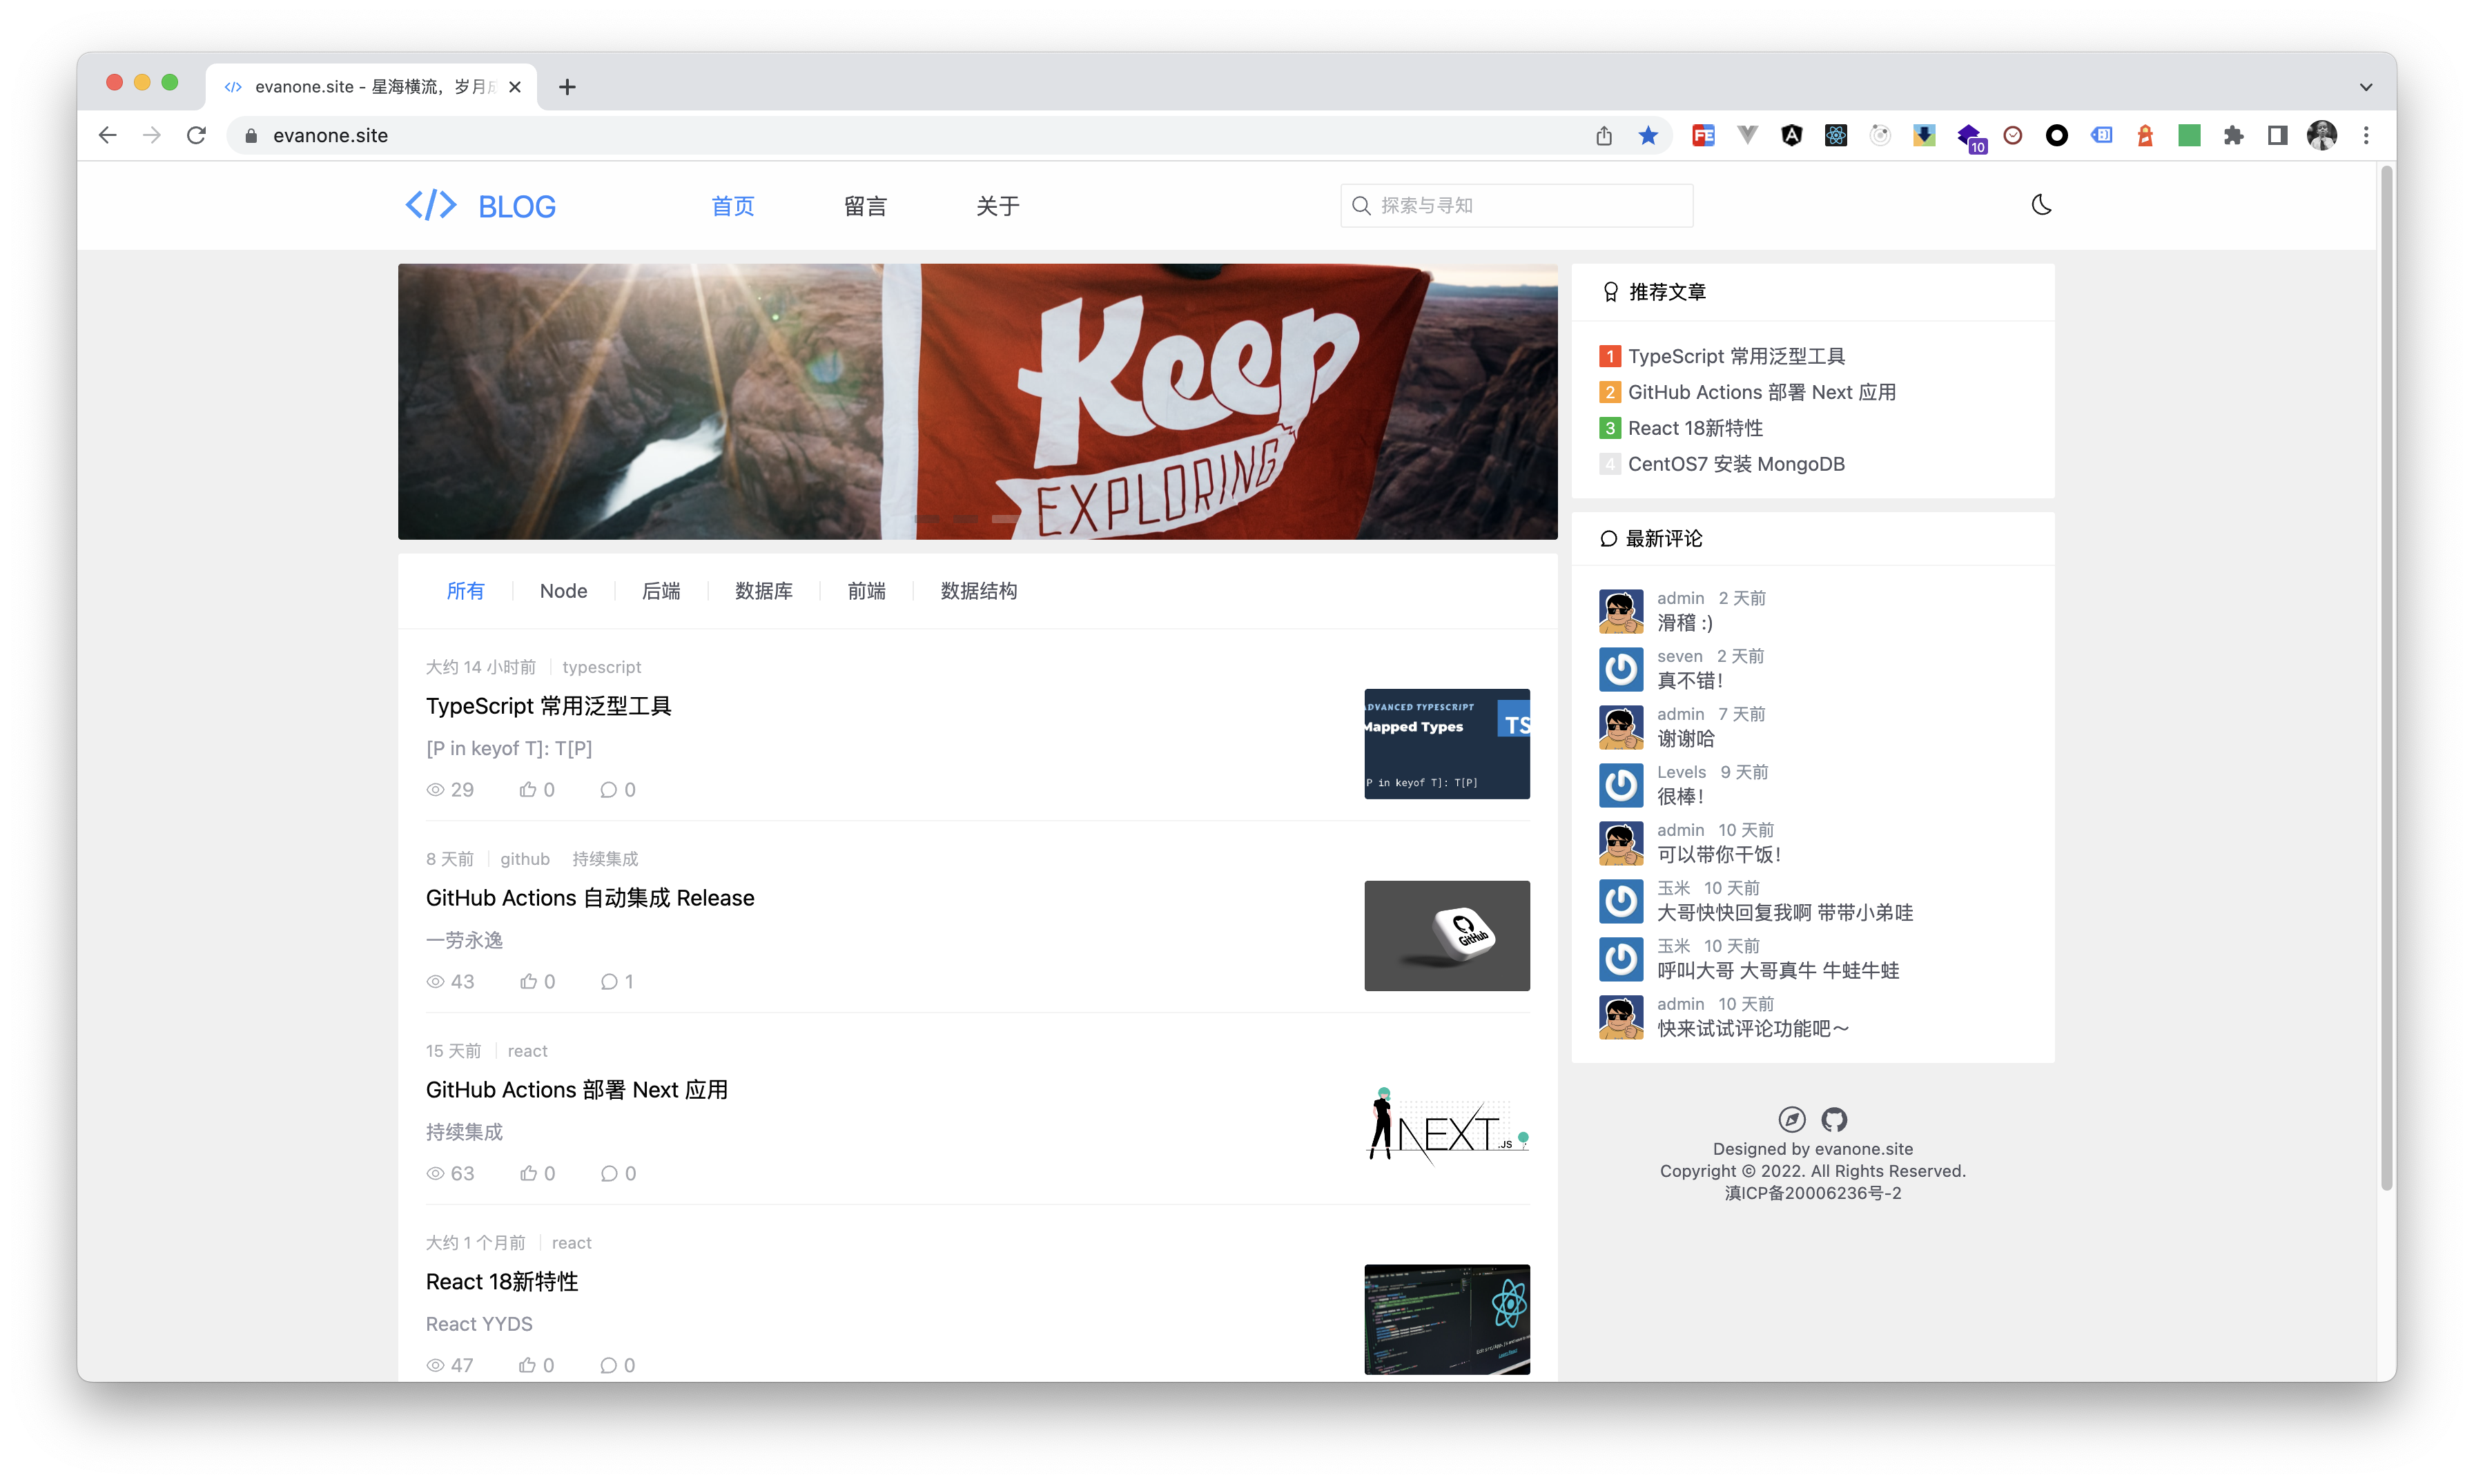 evanone.site - 星海横流，岁月
evanone.site
10
</> BLOG
首页
留言
关于
探索与寻知
Keep
EXPLORING
所有
Node
后端
数据库
前端
数据结构
大约 14 小时前
typescript
TypeScript 常用泛型工具
[P in keyof T]: T[P]
29
0
0
ADVANCED TYPESCRIPT
Mapped Types
TS
P in keyof T]: T[P]
8 天前
github
持续集成
GitHub Actions 自动集成 Release
一劳永逸
43
0
1
GitHub
15 天前
react
GitHub Actions 部署 Next 应用
持续集成
63
0
0
NEXT.JS
大约 1 个月前
react
React 18新特性
React YYDS
47
0
0
推荐文章
1 TypeScript 常用泛型工具
2 GitHub Actions 部署 Next 应用
3 React 18新特性
4 CentOS7 安装 MongoDB
最新评论
admin 2 天前
滑稽 :)
seven 2 天前
真不错！
admin 7 天前
谢谢哈
Levels 9 天前
很棒！
admin 10 天前
可以带你干饭！
玉米 10 天前
大哥快快回复我啊 带带小弟哇
玉米 10 天前
呼叫大哥 大哥真牛 牛蛙牛蛙
admin 10 天前
快来试试评论功能吧～
Designed by evanone.site
Copyright © 2022. All Rights Reserved.
滇ICP备20006236号-2